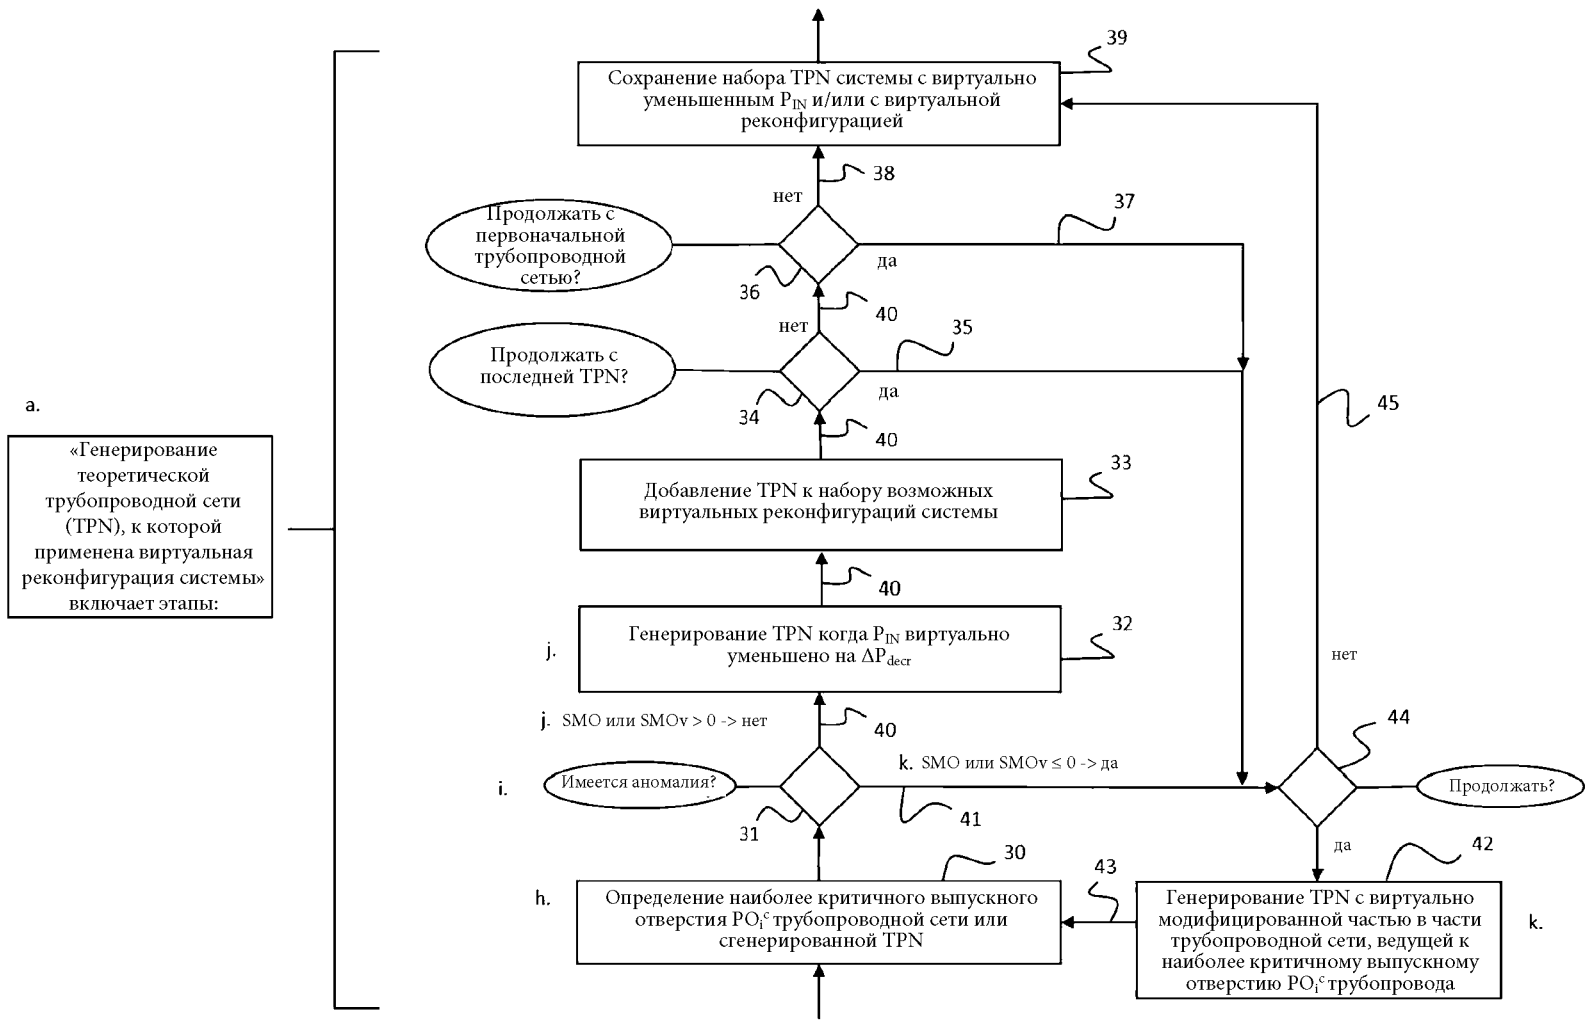 39
Сохранение набора TPN системы с виртуально
уменьшенным PIN и/или с виртуальной
реконфигурацией
38
нет
37
Продолжать с
первоначальной
трубопроводной
сетью?
да
36
40
нет
35
Продолжать с
последней TPN?
да
34
45
a.
40
«Генерирование
теоретической
трубопроводной сети
(TPN), к которой
применена виртуальная
реконфигурация системы»
включает этапы:
33
Добавление TPN к набору возможных
виртуальных реконфигураций системы
40
32
j.
Генерирование TPN когда PIN виртуально
уменьшено на ΔPdecr
нет
j. SMO или SMOv > 0 -> нет
40
44
k. SMO или SMOv ≤ 0 -> да
i.
Имеется аномалия?
Продолжать?
31
41
да
42
30
43
h.
Определение наиболее критичного выпускного
отверстия POiс трубопроводной сети или
сгенерированной TPN
Генерирование TPN с виртуально
модифицированной частью в части
трубопроводной сети, ведущей к
наиболее критичному выпускному
отверстию POiс трубопровода
k.